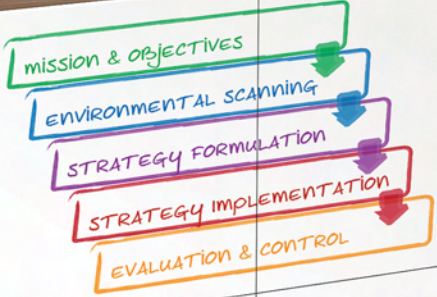 mission & OBJECTIVES
ENVIRONMENTAL SCANNING
STRATEGY FORMULATION
STRATEGY IMPLEMENTATION
EVALUATION & CONTROL